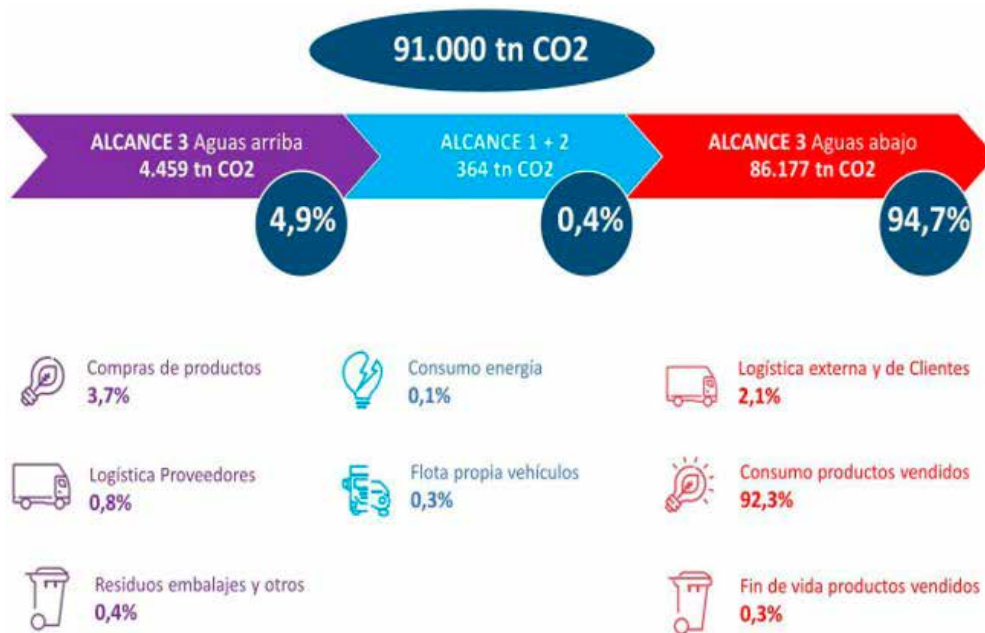 91.000 tn CO2
ALCANCE 3 Aguas arriba
4.459 tn CO2
4,9%
ALCANCE 1 + 2
364 tn CO2
0,4%
ALCANCE 3 Aguas abajo
86.177 tn CO2
94,7%
Compras de productos
3,7%
Consumo energía
0,1%
Logística externa y de Clientes
2,1%
Logística Proveedores
0,8%
Flota propia vehículos
0,3%
Consumo productos vendidos
92,3%
Residuos embalajes y otros
0,4%
Fin de vida productos vendidos
0,3%